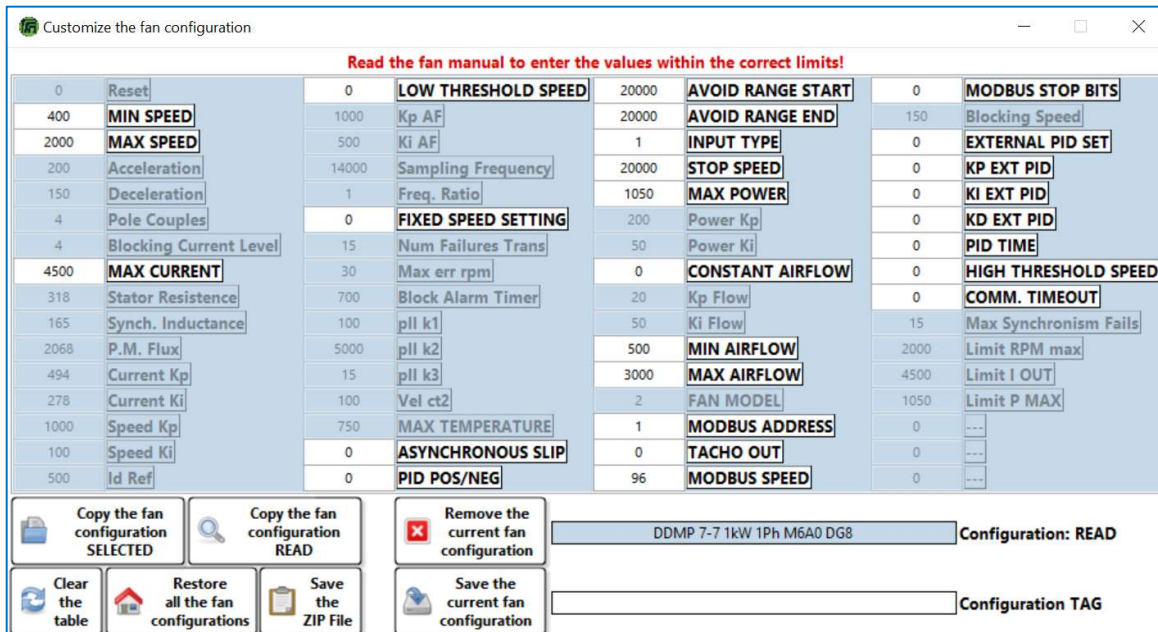 Customize the fan configuration
Read the fan manual to enter the values within the correct limits!
0 Reset 0 LOW THRESHOLD SPEED 20000 AVOID RANGE START 0 MODBUS STOP BITS
400 MIN SPEED 1000 Kp AF 20000 AVOID RANGE END 150 Blocking Speed
2000 MAX SPEED 500 Ki AF 1 INPUT TYPE 0 EXTERNAL PID SET
200 Acceleration 14000 Sampling Frequency 20000 STOP SPEED 0 KP EXT PID
150 Deceleration 1 Freq. Ratio 1050 MAX POWER 0 KI EXT PID
4 Pole Couples 0 FIXED SPEED SETTING 200 Power Kp 0 KD EXT PID
4 Blocking Current Level 15 Num Failures Trans 50 Power Ki 0 PID TIME
4500 MAX CURRENT 30 Max err rpm 0 CONSTANT AIRFLOW 0 HIGH THRESHOLD SPEED
318 Stator Resistence 700 Block Alarm Timer 20 Kp Flow 0 COMM. TIMEOUT
165 Synch. Inductance 100 pll k1 50 Ki Flow 15 Max Synchronism Fails
2068 P.M. Flux 5000 pll k2 500 MIN AIRFLOW 2000 Limit RPM max
494 Current Kp 15 pll k3 3000 MAX AIRFLOW 4500 Limit I OUT
278 Current Ki 100 Vel ct2 2 FAN MODEL 1050 Limit P MAX
1000 Speed Kp 750 MAX TEMPERATURE 1 MODBUS ADDRESS 0 ---
100 Speed Ki 0 ASYNCHRONOUS SLIP 0 TACHO OUT 0 ---
500 Id Ref 0 PID POS/NEG 96 MODBUS SPEED 0 ---
Copy the fan
configuration
SELECTED
Copy the fan
configuration
READ
Remove the
current fan
configuration
DDMP 7-7 1kW 1Ph M6A0 DG8 Configuration: READ
Clear
the
table
Restore
all the fan
configurations
Save
the
ZIP File
Save the
current fan
configuration
Configuration TAG